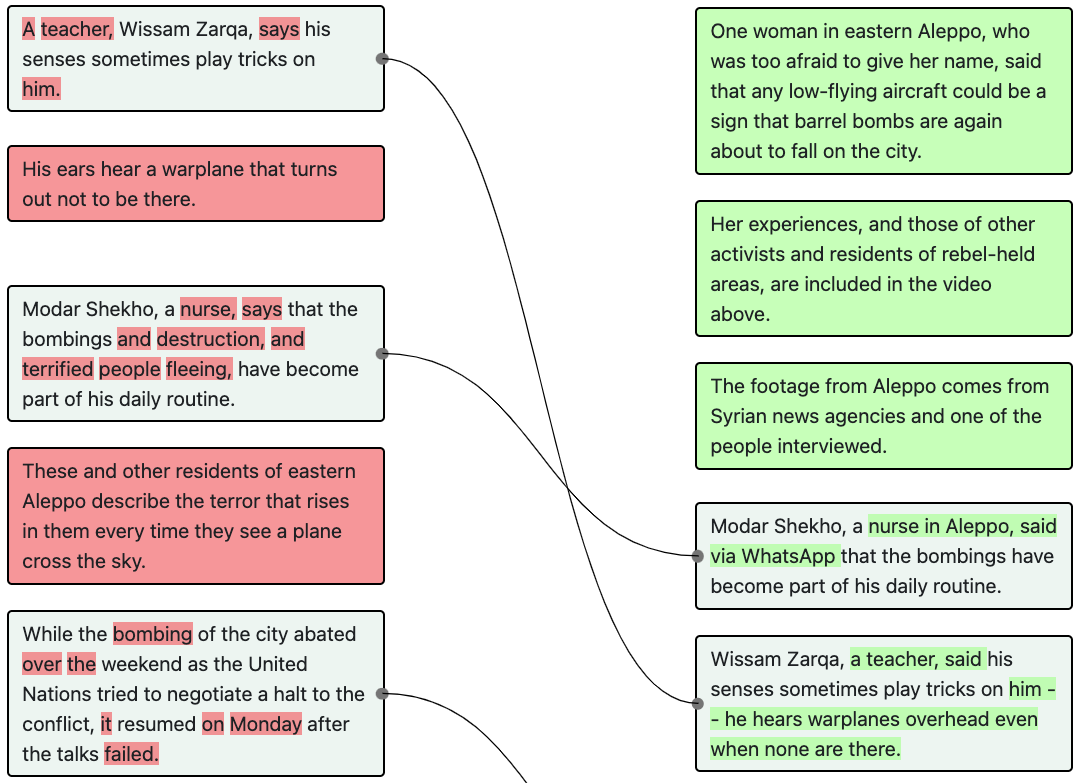 A teacher, Wissam Zarqa, says his
senses sometimes play tricks on
him.
His ears hear a warplane that turns
out not to be there.
Modar Shekho, a nurse, says that the
bombings and destruction, and
terrified people fleeing, have become
part of his daily routine.
These and other residents of eastern
Aleppo describe the terror that rises
in them every time they see a plane
cross the sky.
While the bombing of the city abated
over the weekend as the United
Nations tried to negotiate a halt to the
conflict, it resumed on Monday after
the talks failed.
One woman in eastern Aleppo, who
was too afraid to give her name, said
that any low-flying aircraft could be a
sign that barrel bombs are again
about to fall on the city.
Her experiences, and those of other
activists and residents of rebel-held
areas, are included in the video
above.
The footage from Aleppo comes from
Syrian news agencies and one of the
people interviewed.
Modar Shekho, a nurse in Aleppo, said
via WhatsApp that the bombings have
become part of his daily routine.
Wissam Zarqa, a teacher, said his
senses sometimes play tricks on him -
- he hears warplanes overhead even
when none are there.